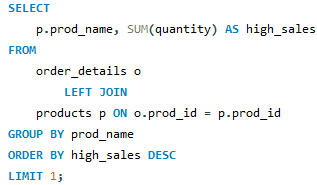 SELECT
p.prod_name, SUM(quantity) AS high_sales
FROM
order_details o
LEFT JOIN
products p ON o.prod_id = p.prod_id
GROUP BY prod_name
ORDER BY high_sales DESC
LIMIT 1;